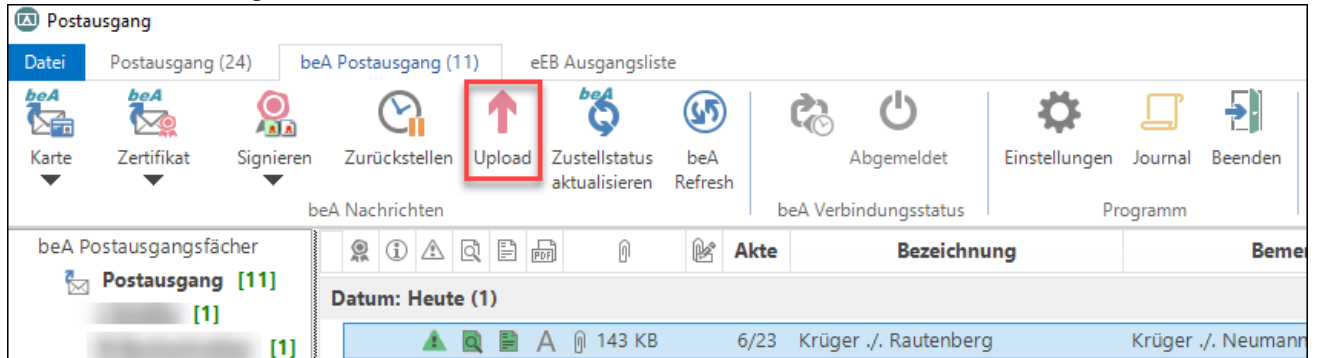 Postausgang
Datei Postausgang (24) beA Postausgang (11) eEB Ausgangsliste
beA beA beA
Karte Zertifikat Signieren Zurückstellen Upload Zustellstatus aktualisieren beA Refresh Abgemeldet Einstellungen Journal Beenden
beA Nachrichten beA Verbindungsstatus Programm
beA Postausgangsfächer PDF Akte Bezeichnung Bemer
Postausgang [11]
Datum: Heute (1)
[1]
143 KB 6/23 Krüger ./. Rautenberg Krüger ./. Neumann
[1]